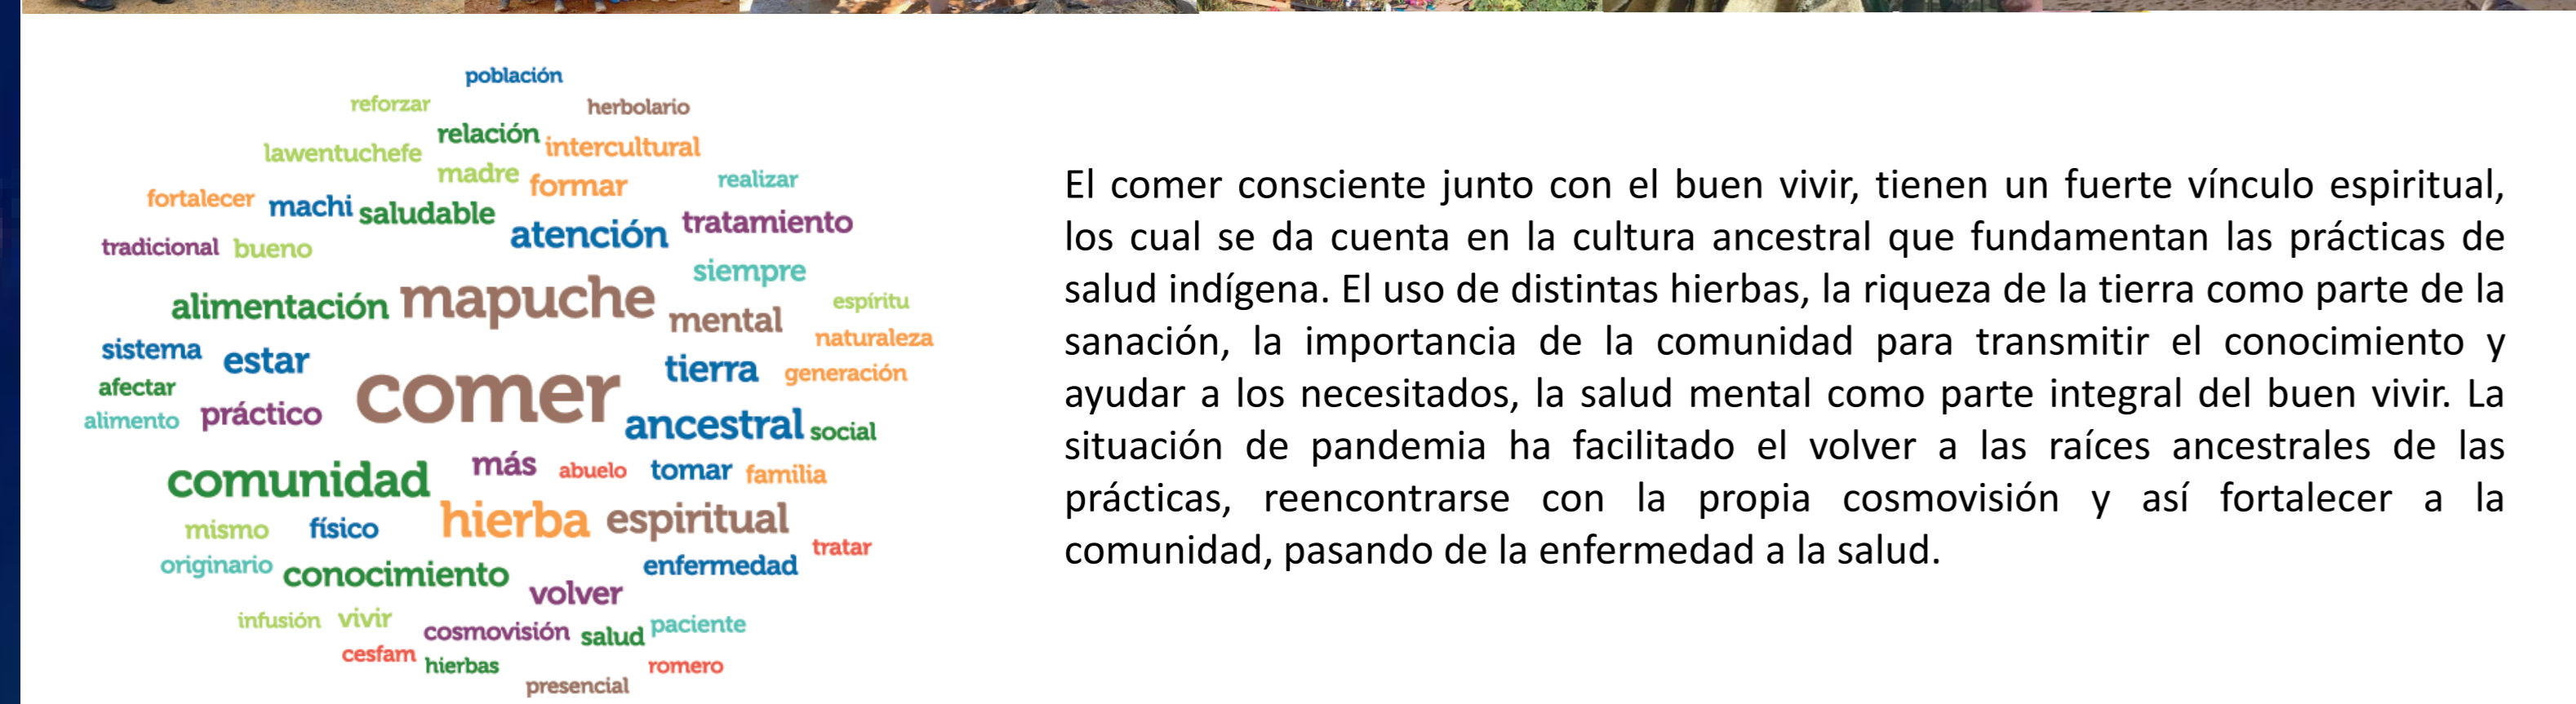 población
reforzar herbolario
relación intercultural
lawentuchefe
madre formar realizar
fortalecer machi saludable
atención tratamiento
tradicional bueno
siempre
alimentación mapuche mental espíritu
naturaleza
sistema estar tierra generación
afectar comer
alimento práctico ancestral social
comunidad más abuelo tomar familia
mismo físico hierba espiritual
tratar
originario conocimiento enfermedad
volver
infusión vivir cosmovisión salud paciente
cesfam hierbas romero
presencial
El comer consciente junto con el buen vivir, tienen un fuerte vínculo espiritual,
los cual se da cuenta en la cultura ancestral que fundamentan las prácticas de
salud indígena. El uso de distintas hierbas, la riqueza de la tierra como parte de la
sanación, la importancia de la comunidad para transmitir el conocimiento y
ayudar a los necesitados, la salud mental como parte integral del buen vivir. La
situación de pandemia ha facilitado el volver a las raíces ancestrales de las
prácticas, reencontrarse con la propia cosmovisión y así fortalecer a la
comunidad, pasando de la enfermedad a la salud.